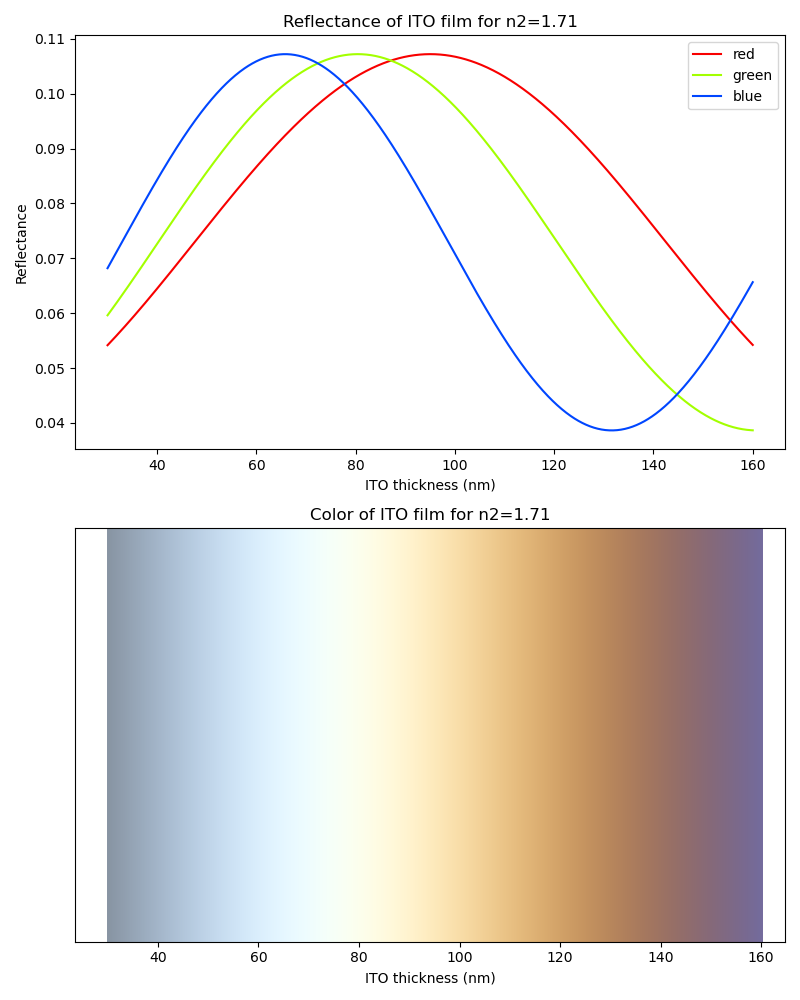 Reflectance of ITO film for n2=1.71
0.11
0.10
0.09
0.08
0.07
0.06
0.05
0.04
Reflectance
red
green
blue
40 60 80 100 120 140 160
ITO thickness (nm)
Color of ITO film for n2=1.71
40 60 80 100 120 140 160
ITO thickness (nm)